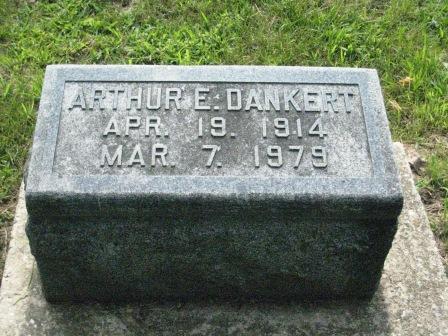 ARTHUR E. DANKERT
APR. 19. 1914
MAR. 7. 1979